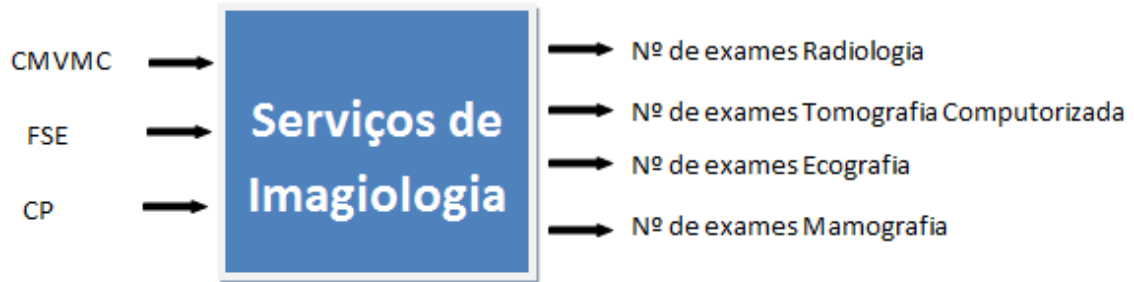 CMVMC
FSE
CP
Serviços de
Imagiologia
Nº de exames Radiologia
Nº de exames Tomografia Computorizada
Nº de exames Ecografia
Nº de exames Mamografia